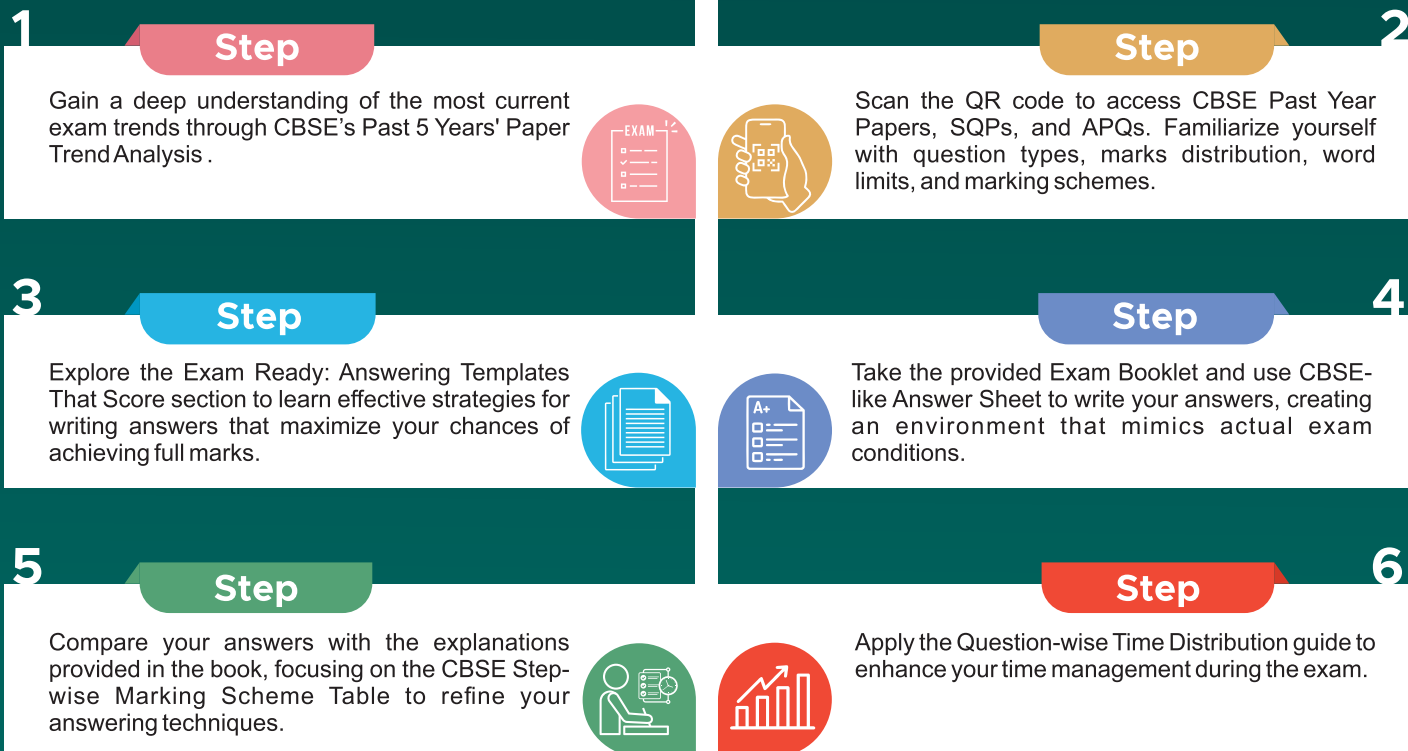 1
Step
Gain a deep understanding of the most current
exam trends through CBSE’s Past 5 Years' Paper
Trend Analysis .
EXAM
2
Step
Scan the QR code to access CBSE Past Year
Papers, SQPs, and APQs. Familiarize yourself
with question types, marks distribution, word
limits, and marking schemes.
3
Step
Explore the Exam Ready: Answering Templates
That Score section to learn effective strategies for
writing answers that maximize your chances of
achieving full marks.
4
Step
A+
Take the provided Exam Booklet and use CBSE-
like Answer Sheet to write your answers, creating
an environment that mimics actual exam
conditions.
5
Step
Compare your answers with the explanations
provided in the book, focusing on the CBSE Step-
wise Marking Scheme Table to refine your
answering techniques.
6
Step
Apply the Question-wise Time Distribution guide to
enhance your time management during the exam.